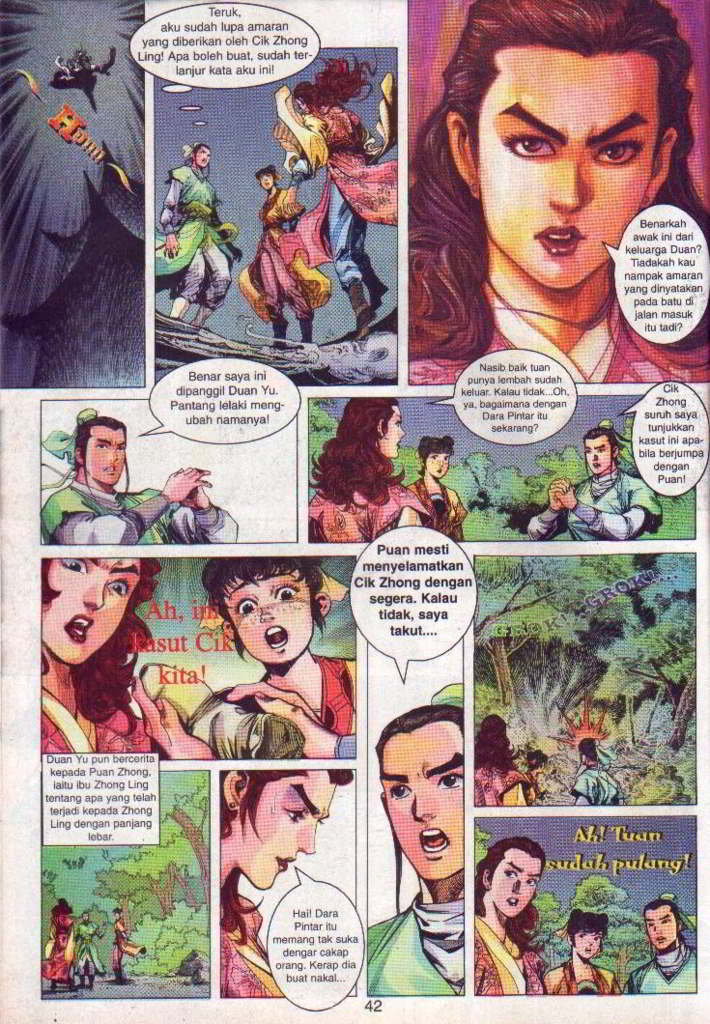 Teruk,
aku sudah lupa amaran
yang diberikan oleh Cik Zhong
Ling! Apa boleh buat, sudah ter-
lanjur kata aku ini!
Benarkah
awak ini dari
keluarga Duan?
Tiadakah kau
nampak amaran
yang dinyatakan
pada batu di
jalan masuk
itu tadi?
Benar saya ini
dipanggil Duan Yu.
Pantang lelaki meng-
ubah namanya!
Nasib baik tuan
punya lembah sudah
keluar. Kalau tidak...Oh,
ya, bagaimana dengan
Dara Pintar itu
sekarang?
Cik
Zhong
suruh saya
tunjukkan
kasut ini apa-
bila berjumpa
dengan
Puan!
Ah, ini
kasut Cik
kita!
Puan mesti
menyelamatkan
Cik Zhong dengan
segera. Kalau
tidak, saya
takut....
Duan Yu pun bercerita
kepada Puan Zhong,
iaitu ibu Zhong Ling
tentang apa yang telah
terjadi kepada Zhong
Ling dengan panjang
lebar.
Hai! Dara
Pintar itu
memang tak suka
dengar cakap
orang. Kerap dia
buat nakal...
Ah! Tuan
sudah pulang!
42